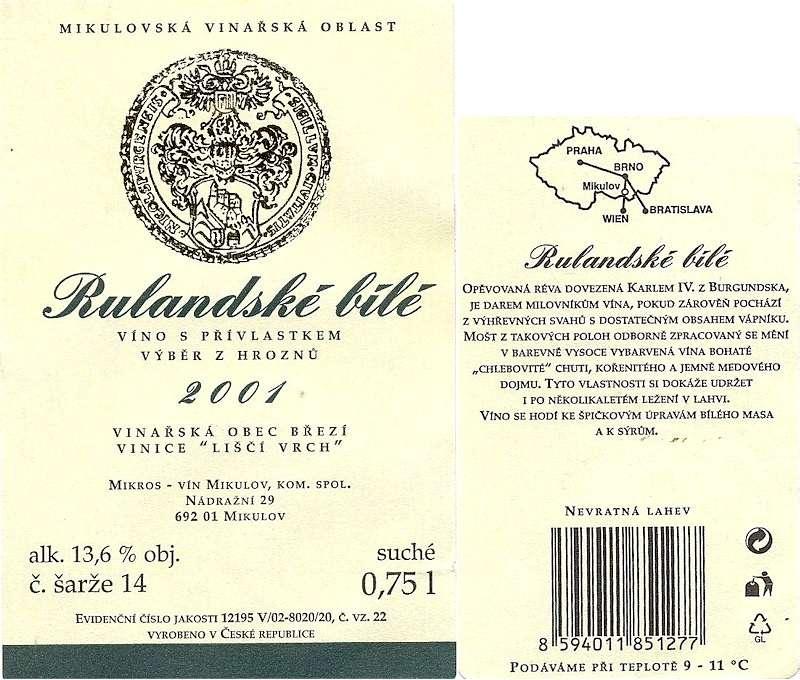 MIKULOVSKÁ VINAŘSKÁ OBLAST
NICOLSPVRGENSIS · SIGILLVM · CIVITATIS
Rulandské bílé
VÍNO S PŘÍVLASTKEM
VÝBĚR Z HROZNŮ
2001
VINAŘSKÁ OBEC BŘEZÍ
VINICE "LIŠČÍ VRCH"
MIKROS - VÍN MIKULOV, KOM. SPOL.
NÁDRAŽNÍ 29
692 01 MIKULOV
alk. 13,6 % obj.
suché
č. šarže 14
0,75 l
EVIDENČNÍ ČÍSLO JAKOSTI 12195 V/02-8020/20, Č. VZ. 22
VYROBENO V ČESKÉ REPUBLICE
PRAHA
BRNO
Mikulov
WIEN
BRATISLAVA
Rulandské bílé
OPĚVOVANÁ RÉVA DOVEZENÁ KARLEM IV. Z BURGUNDSKA,
JE DAREM MILOVNÍKŮM VÍNA, POKUD ZÁROVĚŇ POCHÁZÍ
Z VÝHŘEVNÝCH SVAHŮ S DOSTATEČNÝM OBSAHEM VÁPNÍKU.
MOŠT Z TAKOVÝCH POLOH ODBORNĚ ZPRACOVANÝ SE MĚNÍ
V BAREVNĚ VYSOCE VYBARVENÁ VÍNA BOHATÉ
„CHLEBOVITÉ" CHUTI, KOŘENITÉHO A JEMNĚ MEDOVÉHO
DOJMU. TYTO VLASTNOSTI SI DOKÁŽE UDRŽET
I PO NĚKOLIKALETÉM LEŽENÍ V LAHVI.
VÍNO SE HODÍ KE ŠPIČKOVÝM ÚPRAVÁM BÍLÉHO MASA
A K SÝRŮM.
NEVRATNÁ LAHEV
8 594011 851277
GL
PODÁVÁME PŘI TEPLOTĚ 9 - 11 °C